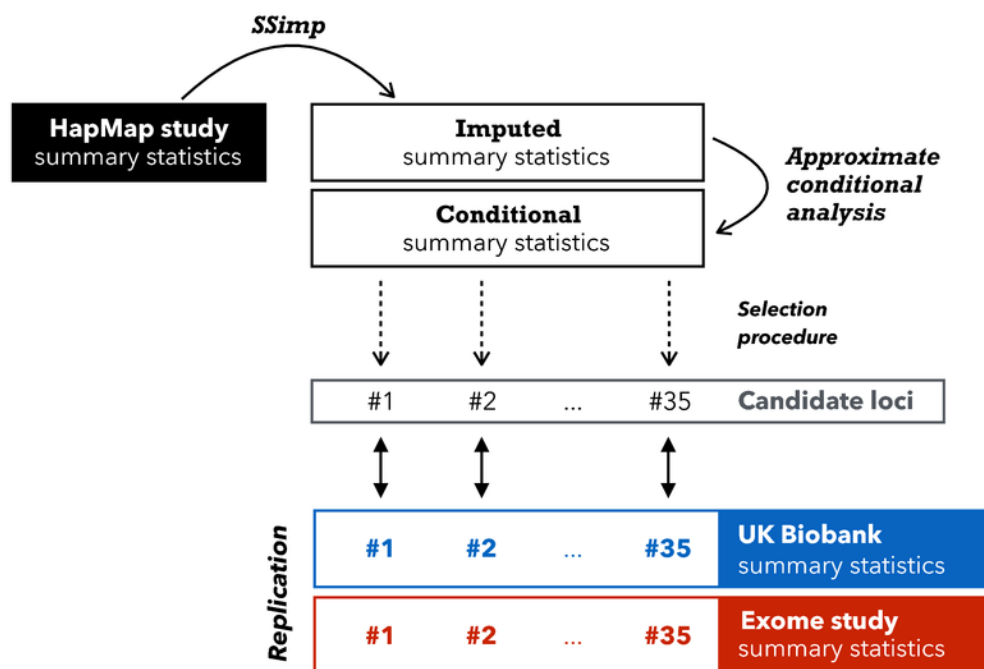 SSimp
HapMap study
summary statistics
Imputed
summary statistics
Approximate
conditional
analysis
Conditional
summary statistics
Selection
procedure
#1 #2 ... #35 Candidate loci
Replication
#1 #2 ... #35 UK Biobank
summary statistics
#1 #2 ... #35 Exome study
summary statistics